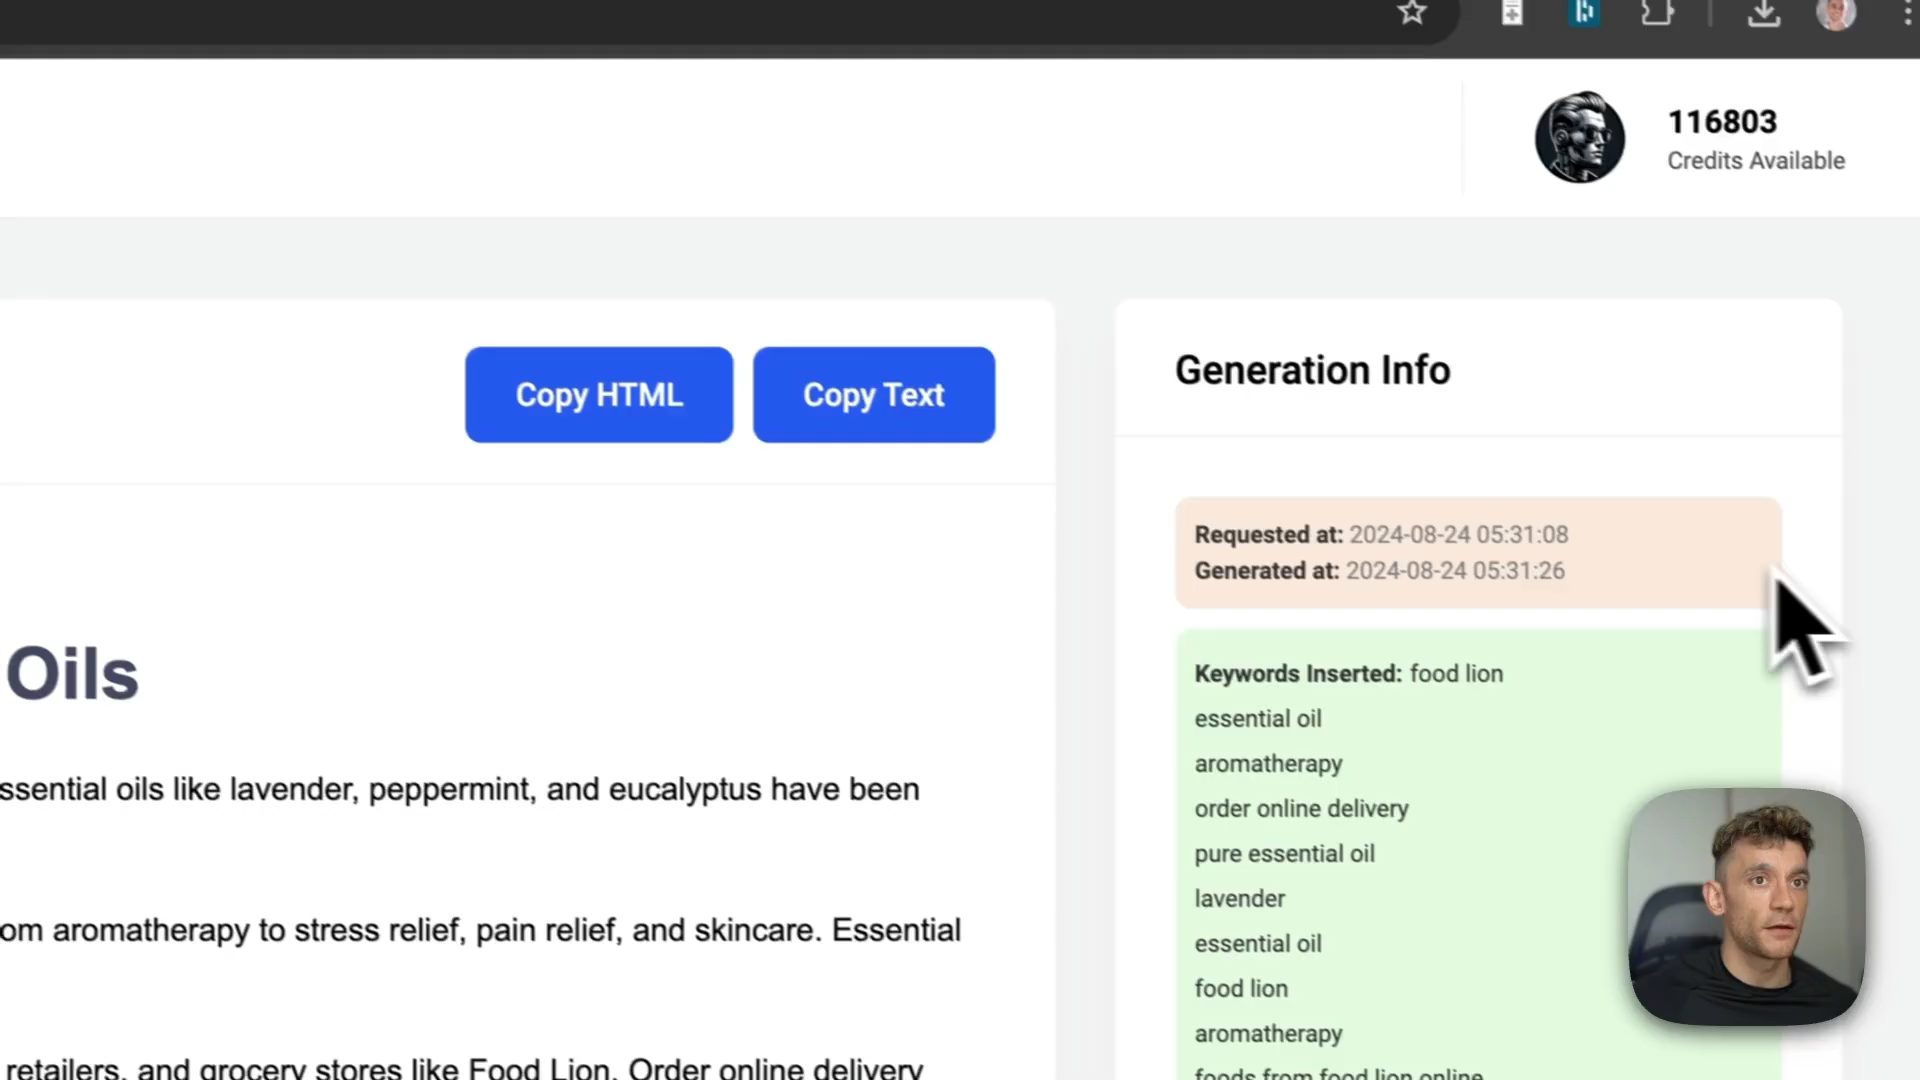 116803
Credits Available
Copy HTML
Copy Text
Generation Info
Requested at: 2024-08-24 05:31:08
Generated at: 2024-08-24 05:31:26
Oils
ssential oils like lavender, peppermint, and eucalyptus have been
om aromatherapy to stress relief, pain relief, and skincare. Essential
retailers, and grocery stores like Food Lion. Order online delivery
Keywords Inserted: food lion
essential oil
aromatherapy
order online delivery
pure essential oil
lavender
essential oil
food lion
aromatherapy
foods from food lion online